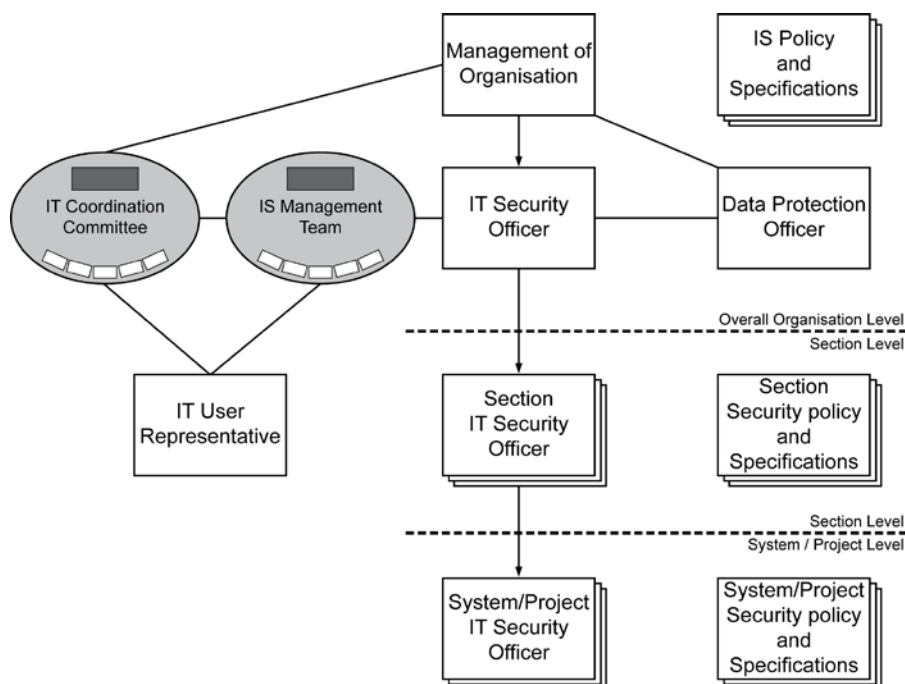 Management of
Organisation
IS Policy
and
Specifications
IT Coordination
Committee
IS Management
Team
IT Security
Officer
Data Protection
Officer
Overall Organisation Level
Section Level
IT User
Representative
Section
IT Security
Officer
Section
Security policy
and
Specifications
Section Level
System / Project Level
System/Project
IT Security
Officer
System/Project
Security policy
and
Specifications